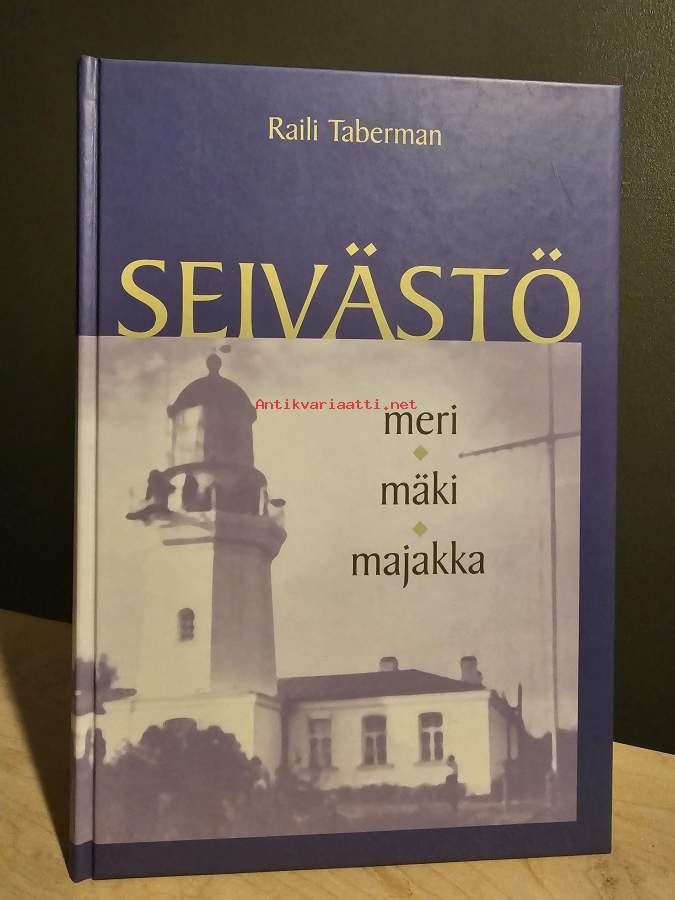 Raili Taberman
SEIVÄSTÖ
Antikvariaatti.net
meri
mäki
majakka